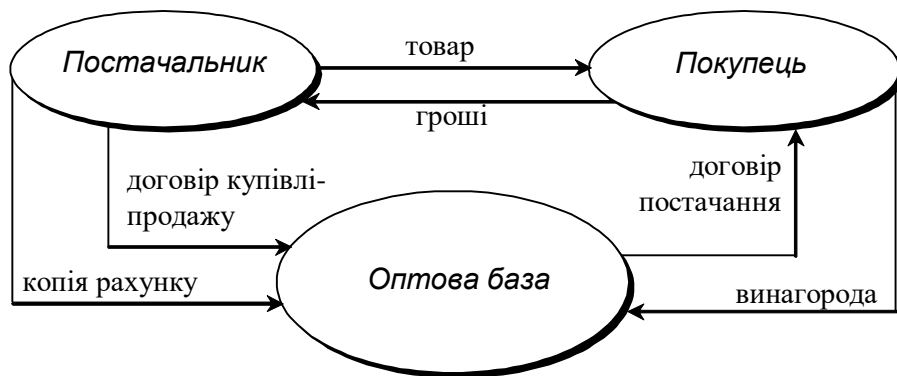 Постачальник
товар
Покупець
гроші
договір купівлі-
продажу
договір
постачання
Оптова база
копія рахунку
винагорода